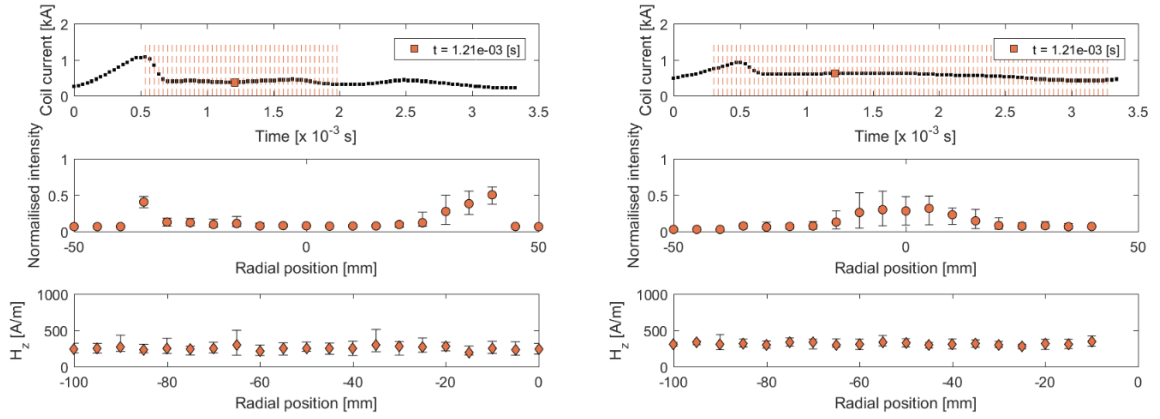 Coil current [kA]
2
1
0
t = 1.21e-03 [s]
0 0.5 1 1.5 2 2.5 3 3.5
Time [x 10⁻³ s]
Normailised intensity
1
0.5
0
-50 0 50
Radial position [mm]
H_z [A/m]
1000
500
0
-100 -80 -60 -40 -20 0
Radial position [mm]
Coil current [kA]
2
1
0
t = 1.21e-03 [s]
0 0.5 1 1.5 2 2.5 3 3.5
Time [x 10⁻³ s]
Normailised intensity
1
0.5
0
-50 0 50
Radial position [mm]
H_z [A/m]
1000
500
0
-100 -80 -60 -40 -20 0
Radial position [mm]